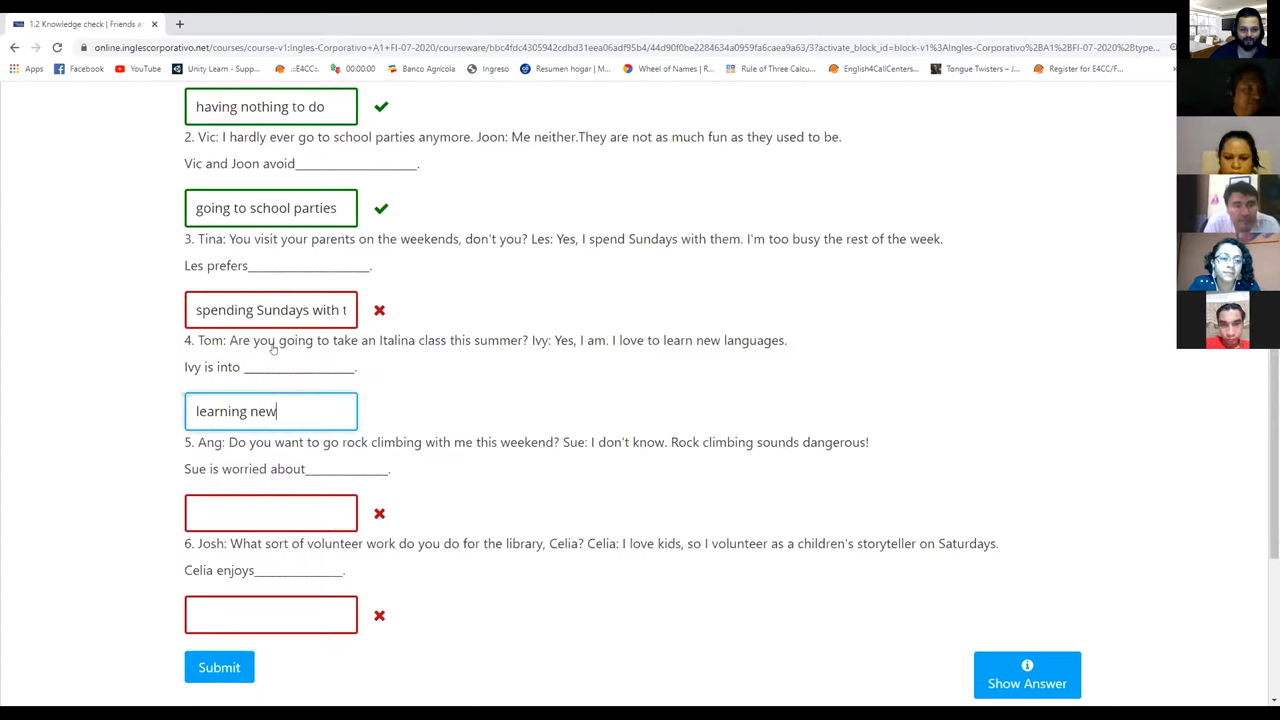 1.2 Knowledge check | Friends a
online.inglescorporativo.net/courses/course-v1:Ingles-Corporativo+A1+FI-07-2020/courseware/bbc4fdc4305942cdbd31eea06adf95b4/44d90f0be2284634a0959fa6caea9a63/3?activate_block_id=block-v1%3AIngles-Corporativo%2BA1%2BFI-07-2020%2Btype...
Apps Facebook YouTube Unity Learn - Supp... .::E4CC:. 00:00:00 Banco Agrícola Ingreso Resumen hogar | M... Wheel of Names | R... Rule of Three Calcu... English4CallCenters... Tongue Twisters – J... Register for E4CC/F...
having nothing to do
2. Vic: I hardly ever go to school parties anymore. Joon: Me neither.They are not as much fun as they used to be.
Vic and Joon avoid__________________.
going to school parties
3. Tina: You visit your parents on the weekends, don't you? Les: Yes, I spend Sundays with them. I'm too busy the rest of the week.
Les prefers__________________.
spending Sundays with t
4. Tom: Are you going to take an Italina class this summer? Ivy: Yes, I am. I love to learn new languages.
Ivy is into ________________.
learning new
5. Ang: Do you want to go rock climbing with me this weekend? Sue: I don't know. Rock climbing sounds dangerous!
Sue is worried about____________.
6. Josh: What sort of volunteer work do you do for the library, Celia? Celia: I love kids, so I volunteer as a children's storyteller on Saturdays.
Celia enjoys_____________.
Submit
Show Answer